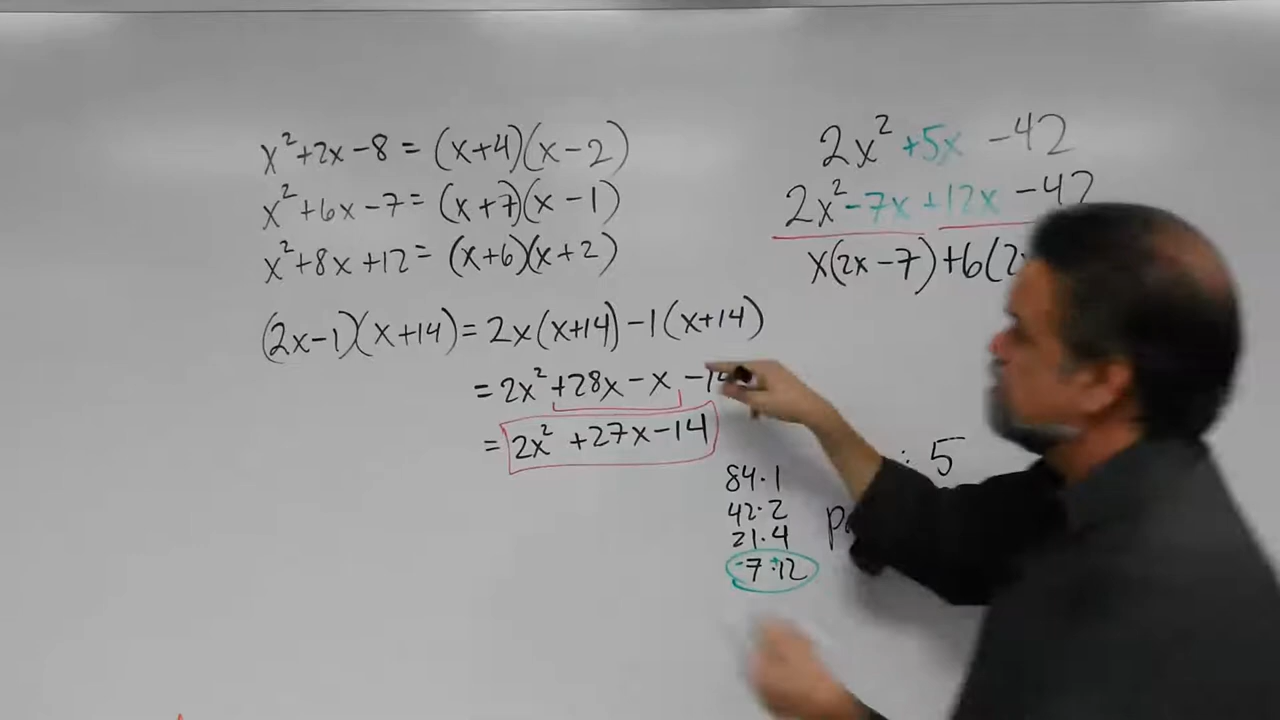 x²+2x-8 = (x+4)(x-2)
x²+6x-7 = (x+7)(x-1)
x²+8x+12 = (x+6)(x+2)
(2x-1)(x+14) = 2x(x+14) -1(x+14)
= 2x² +28x - x -14
= 2x² +27x-14
2x² +5x -42
2x² -7x +12x -42
x(2x-7)+6(2
: 5
84·1
42·2
21·4
-7·+12